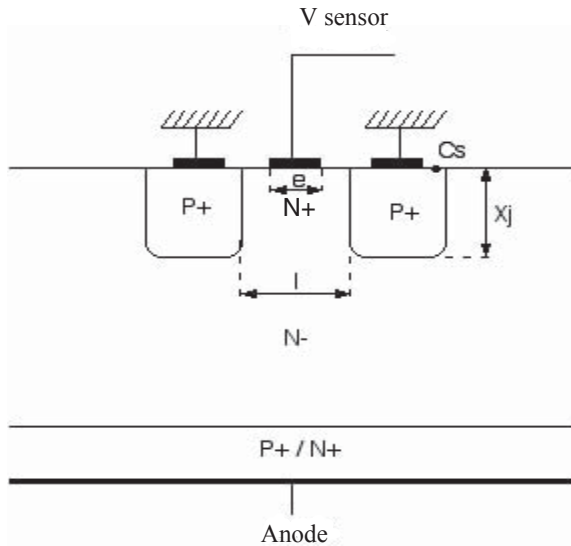 V sensor
Cs
e
P+
N+
P+
Xj
l
N-
P+ / N+
Anode